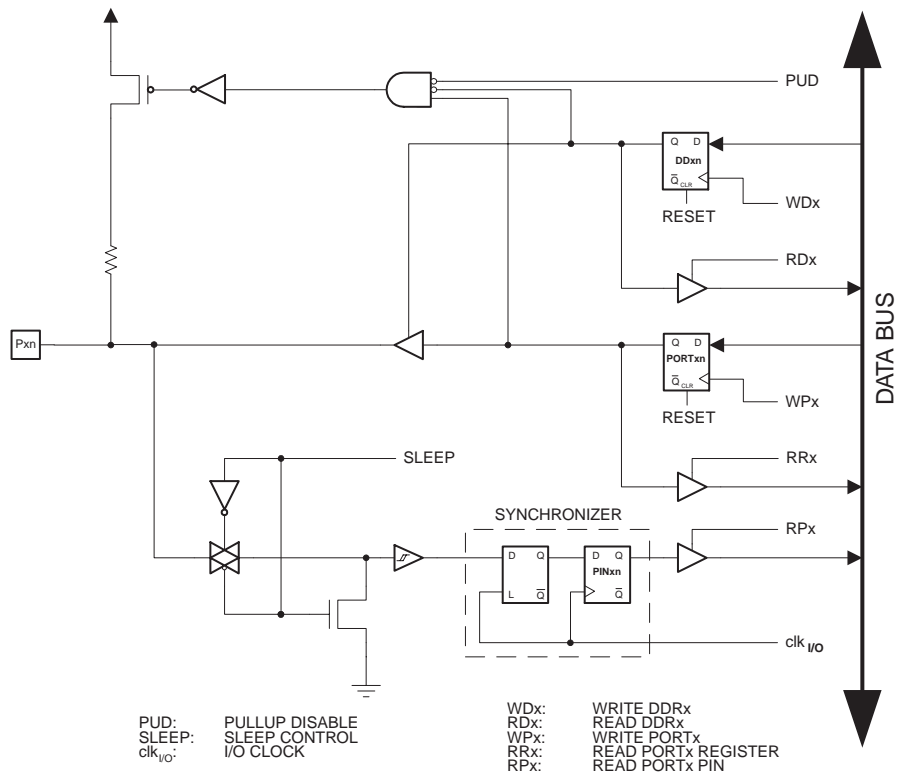 PUD
Q D
DDxn
Q CLR
WDx
RESET
RDx
Pxn
Q D
PORTxn
Q CLR
WPx
RESET
DATA BUS
SLEEP
RRx
SYNCHRONIZER
RPx
D Q
L Q
D Q
PINxn
Q
clk I/O
PUD: PULLUP DISABLE
SLEEP: SLEEP CONTROL
clkI/O: I/O CLOCK
WDx: WRITE DDRx
RDx: READ DDRx
WPx: WRITE PORTx
RRx: READ PORTx REGISTER
RPx: READ PORTx PIN